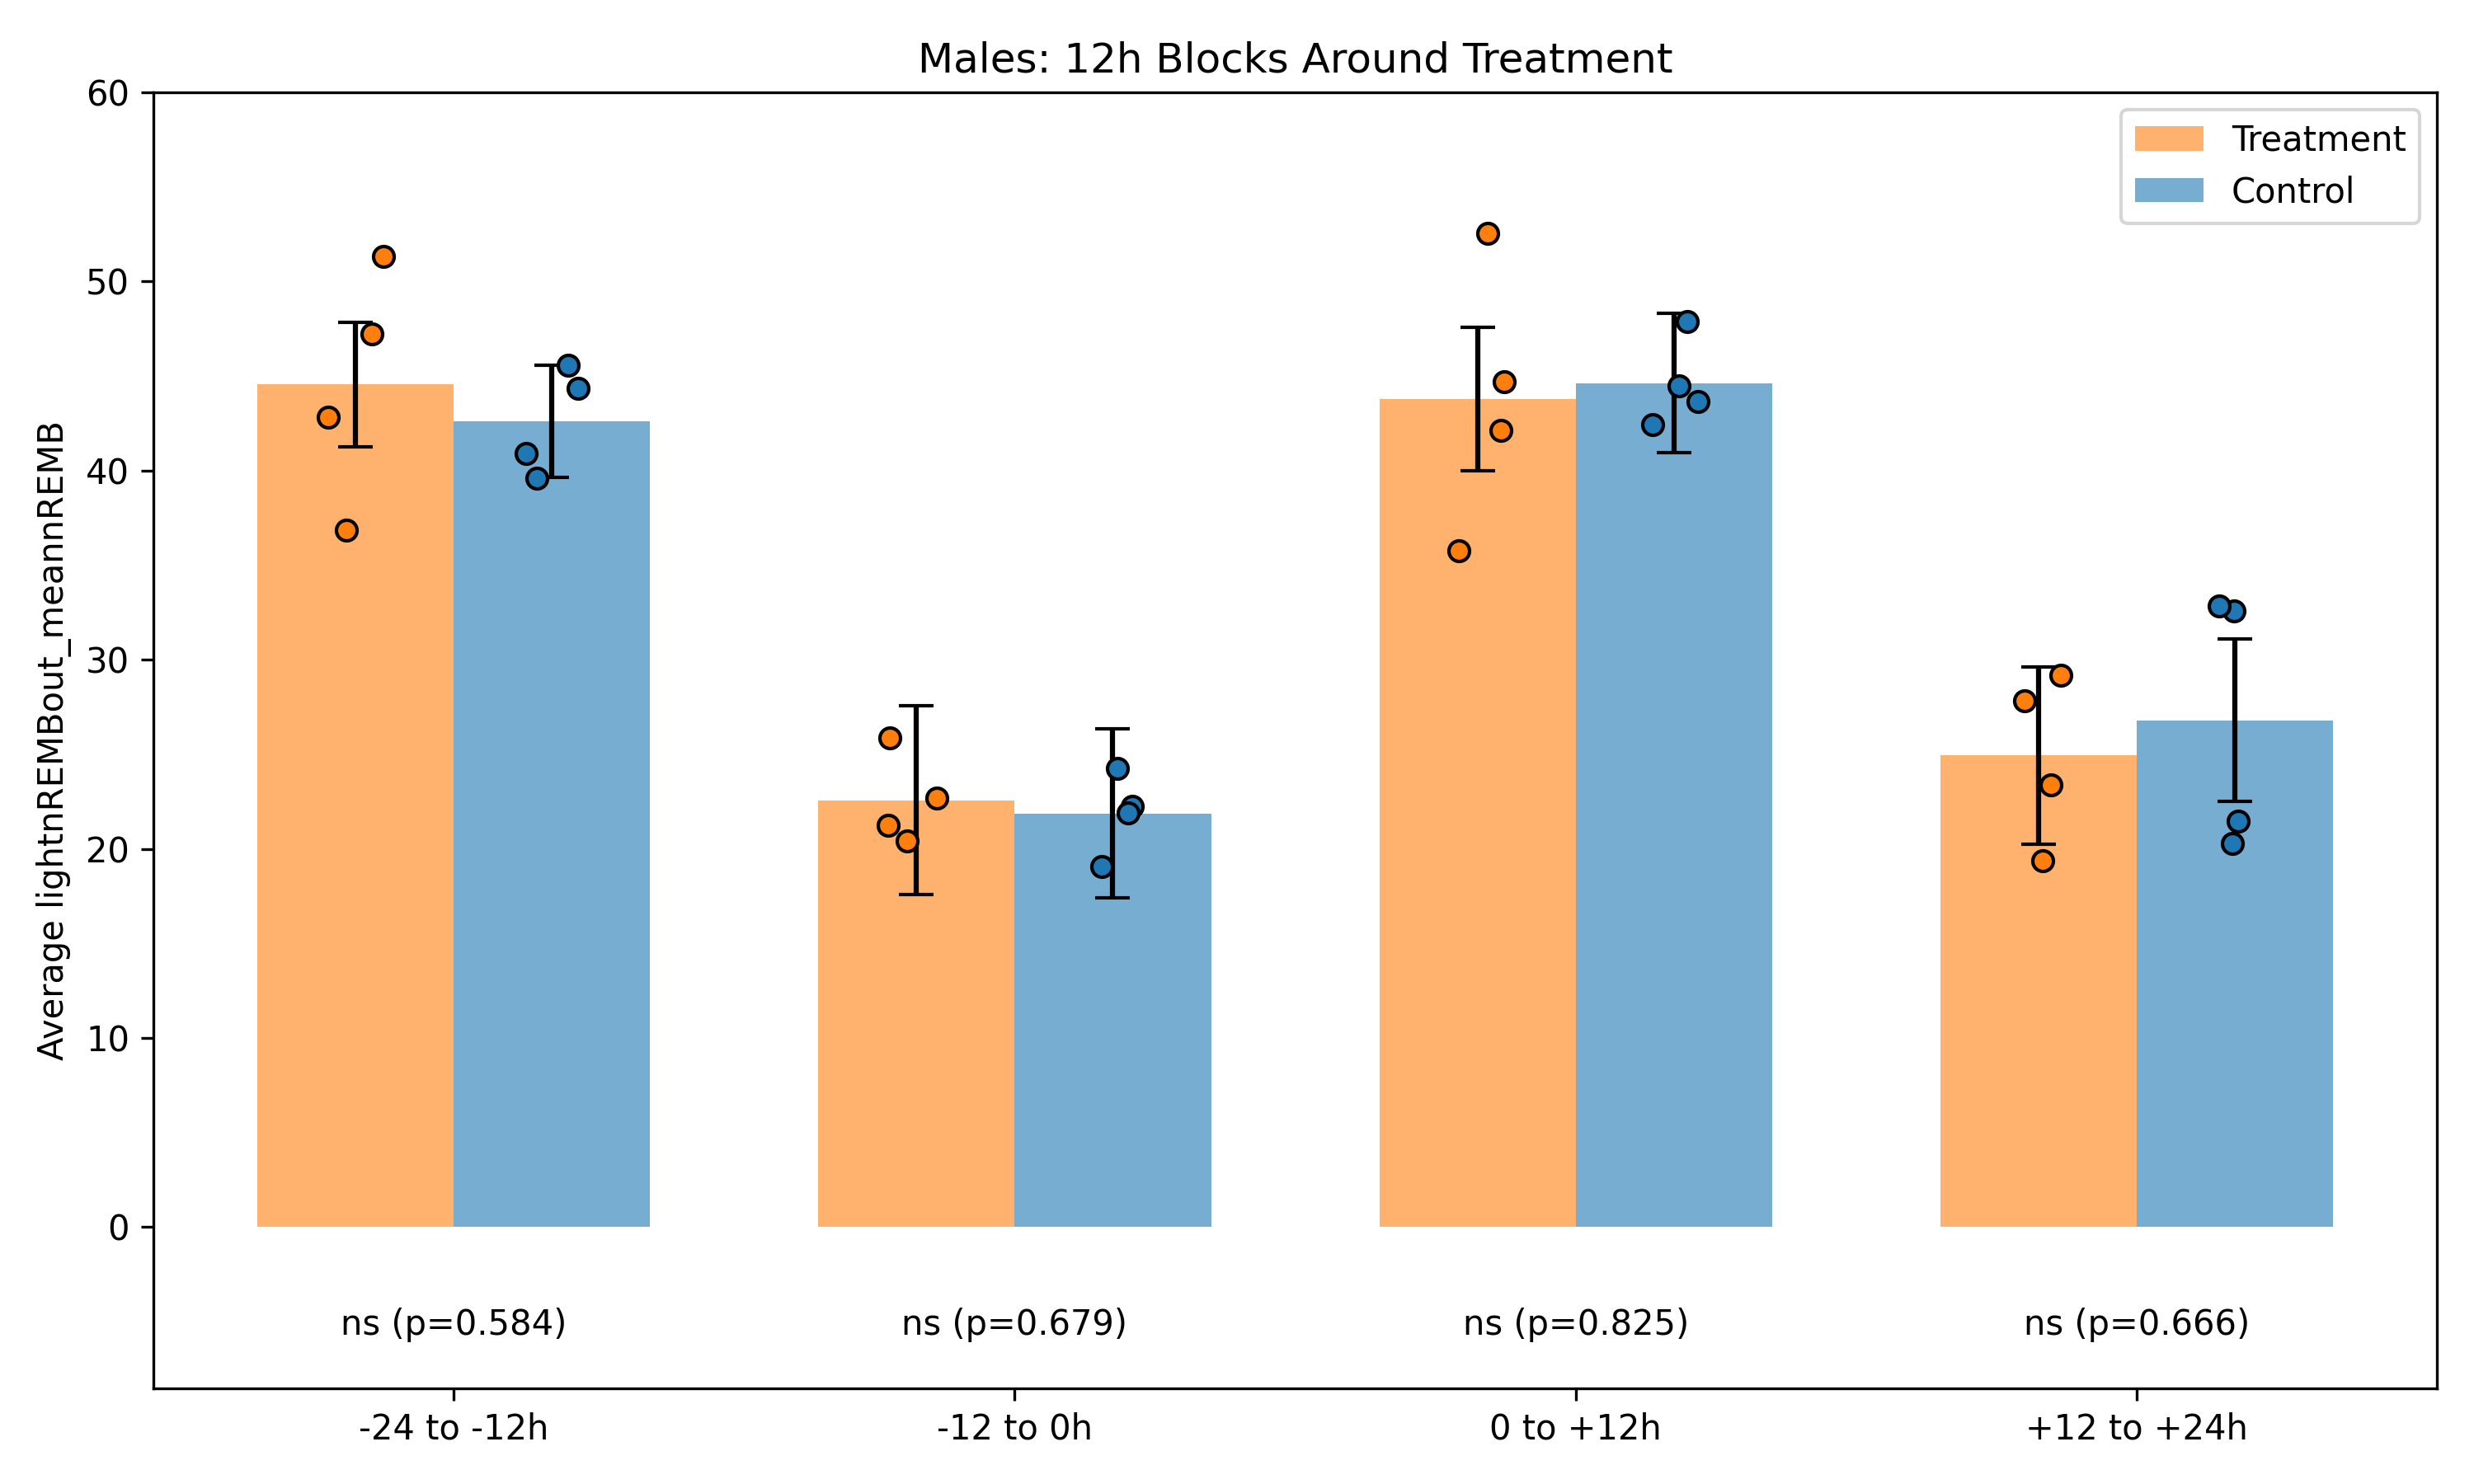 Males: 12h Blocks Around Treatment
60
50
40
30
20
10
0
Average lightnREMBout_meannREMB
Treatment
Control
ns (p=0.584)
ns (p=0.679)
ns (p=0.825)
ns (p=0.666)
-24 to -12h
-12 to 0h
0 to +12h
+12 to +24h